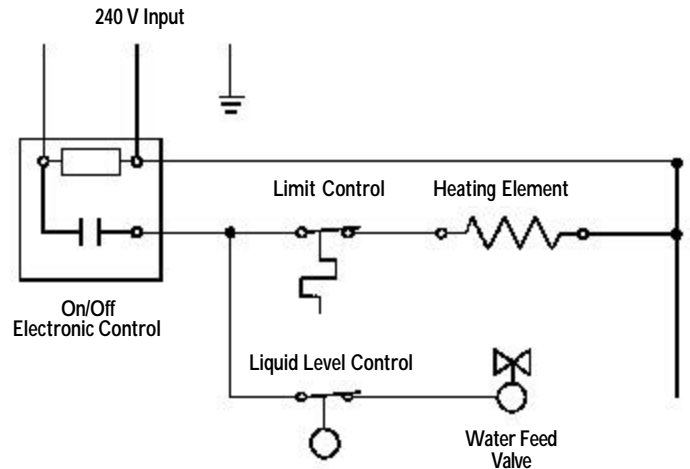 240 V Input
Limit Control
Heating Element
On/Off
Electronic Control
Liquid Level Control
Water Feed
Valve